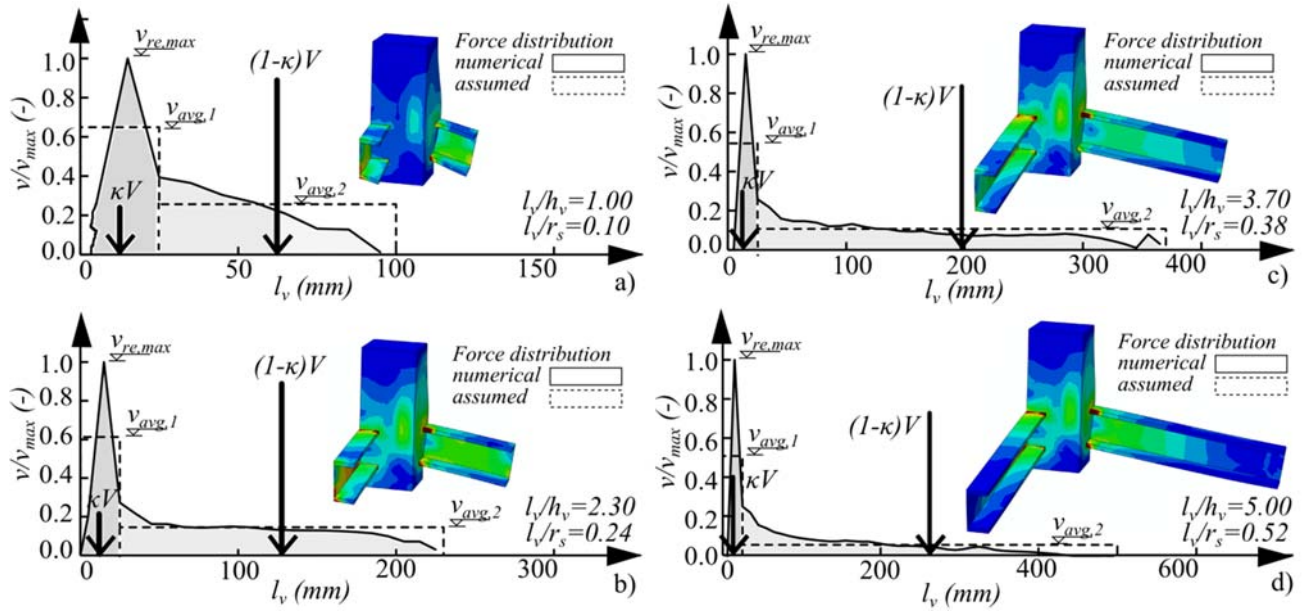 v_re,max
(1-κ)V
Force distribution
numerical
assumed
1.0
0.8
0.6
0.4
0.2
0.0
v/v_max (-)
v_avg,1
κV
v_avg,2
l_v/h_v=1.00
l_v/r_s=0.10
0
50
100
150
l_v (mm)
a)
v_re,max
(1-κ)V
Force distribution
numerical
assumed
1.0
0.8
0.6
0.4
0.2
0.0
v/v_max (-)
v_avg,1
κV
v_avg,2
l_v/h_v=3.70
l_v/r_s=0.38
0
100
200
300
400
l_v (mm)
c)
v_re,max
(1-κ)V
Force distribution
numerical
assumed
1.0
0.8
0.6
0.4
0.2
0.0
v/v_max (-)
v_avg,1
κV
v_avg,2
l_v/h_v=2.30
l_v/r_s=0.24
0
100
200
300
l_v (mm)
b)
v_re,max
(1-κ)V
Force distribution
numerical
assumed
1.0
0.8
0.6
0.4
0.2
0.0
v/v_max (-)
v_avg,1
κV
v_avg,2
l_v/h_v=5.00
l_v/r_s=0.52
0
200
400
600
l_v (mm)
d)